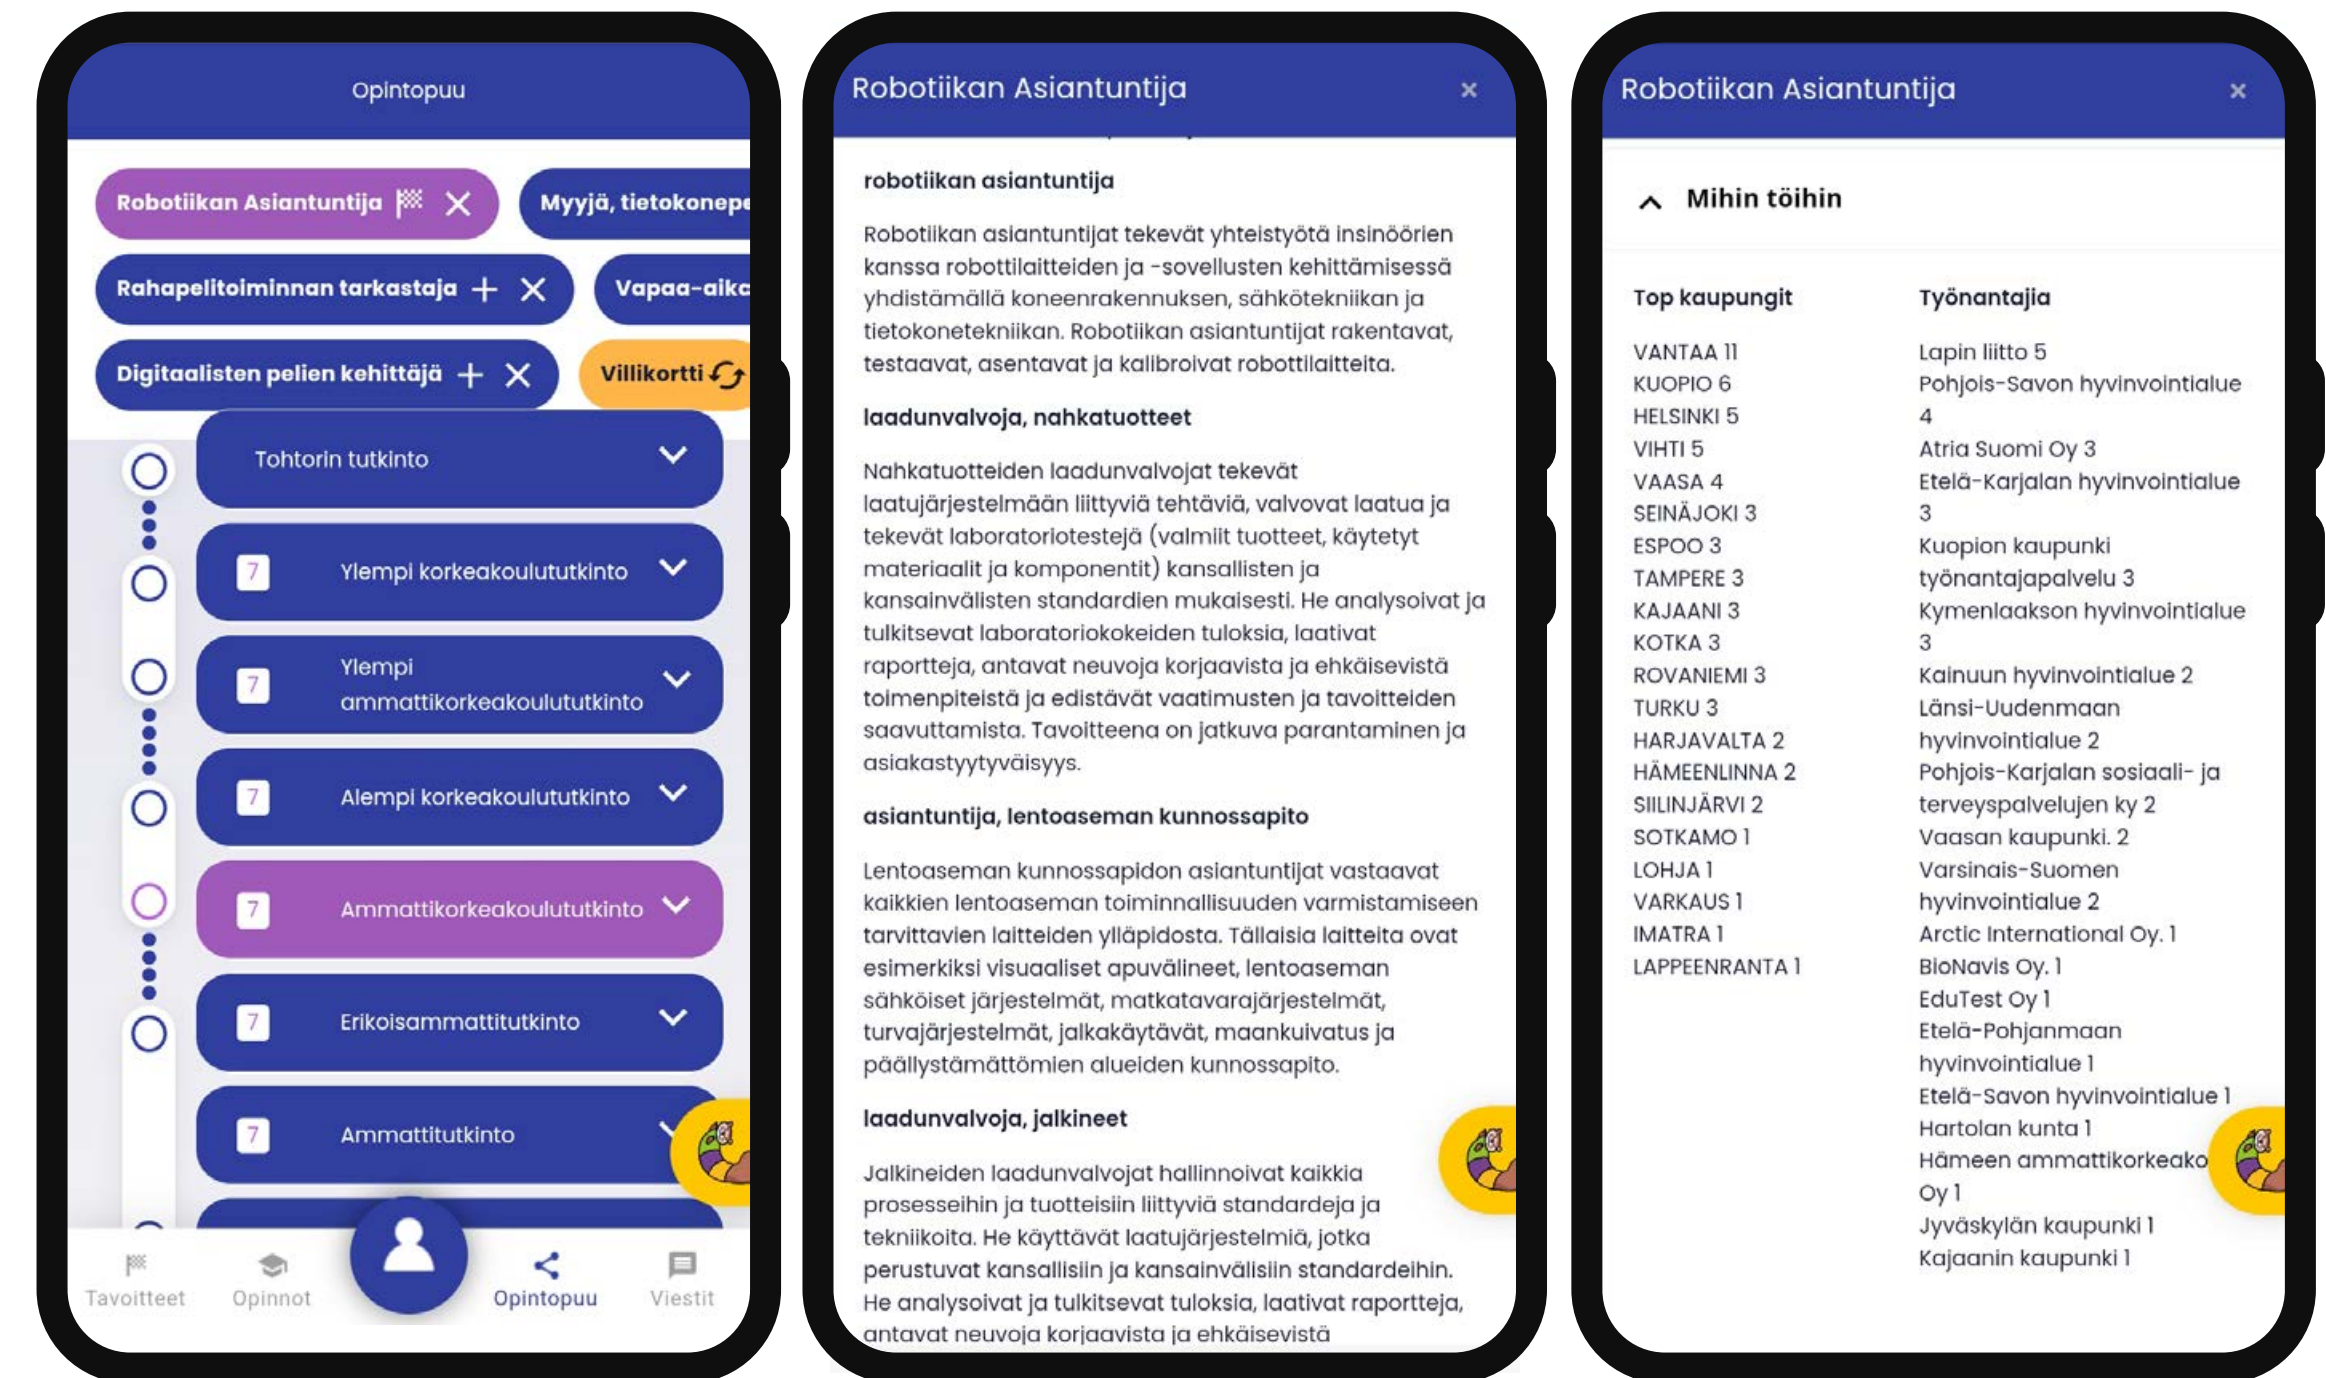 Opintopuu
Robotiikan Asiantuntija
Myyjä,
Rahapelitoiminnan tarkastaja
Digitaalisten pelien kehittäjä
Villikortti
Tohtorin tutkinto
7 Ylempi korkeakoulututkinto
7 Ylempi
ammattikorkeakoulututkinto
7 Alempi korkeakoulututkinto
7 Ammattikorkeakoulututkinto
7 Erikoisammattitutkinto
7 Ammattitutkinto
Tavoitteet
Opinnot
Opintopuu
Viestit
Robotiikan Asiantuntija
robotiikan asiantuntija
Robotiikan asiantuntijat tekevät yhteistyötä insinöörien
kanssa robottilaitteiden ja -sovellusten kehittämisessä
yhdistämällä koneenrakennuksen, sähkötekniikan ja
tietokonetekniikan. Robotiikan asiantuntijat rakentavat,
testaavat, asentavat ja kalibroivat robottilaitteita.
laadunvalvoja, nahkatuotteet
Nahkatuotteiden laadunvalvojat tekevät
laatujärjestelmään liittyviä tehtäviä, valvovat laatua ja
tekevät laboratoriotestejä (valmiit tuotteet, käytetyt
materiaalit ja komponentit) kansallisten ja
kansainvälisten standardien mukaisesti. He analysoivat ja
tulkitsevat laboratoriokokeiden tuloksia, laativat
raportteja, antavat neuvoja korjaavista ja ehkäisevistä
toimenpiteistä ja edistävät vaatimusten ja tavoitteiden
saavuttamista. Tavoitteena on jatkuva parantaminen ja
asiakastyytyväisyys.
asiantuntija, lentoaseman kunnossapito
Lentoaseman kunnossapidon asiantuntijat vastaavat
kaikkien lentoaseman toiminnallisuuden varmistamiseen
tarvittavien laitteiden ylläpidosta. Tällaisia laitteita ovat
esimerkiksi visuaaliset apuvälineet, lentoaseman
sähköiset järjestelmät, matkatavarajärjestelmät,
turvajärjestelmät, jalkakäytävät, maankuivatus ja
päällystämättömien alueiden kunnossapito.
laadunvalvoja, jalkineet
Jalkineiden laadunvalvojat hallinnoivat kaikkia
prosesseihin ja tuotteisiin liittyviä standardeja ja
tekniikoita. He käyttävät laatujärjestelmiä, jotka
perustuvat kansallisiin ja kansainvälisiin standardeihin.
He analysoivat ja tulkitsevat tuloksia, laativat raportteja,
antavat neuvoja korjaavista ja ehkäisevistä
Robotiikan Asiantuntija
Mihin töihin
Top kaupungit
VANTAA 11
KUOPIO 6
HELSINKI 5
VIHTI 5
VAASA 4
SEINÄJOKI 3
ESPOO 3
TAMPERE 3
KAJAANI 3
KOTKA 3
ROVANIEMI 3
TURKU 3
HARJAVALTA 2
HÄMEENLINNA 2
SIILINJÄRVI 2
SOTKAMO 1
LOHJA 1
VARKAUS 1
IMATRA 1
LAPPEENRANTA 1
Työnantajia
Lapin liitto 5
Pohjois-Savon hyvinvointialue
4
Atria Suomi Oy 3
Etelä-Karjalan hyvinvointialue
3
Kuopion kaupunki
työnantajapalvelu 3
Kymenlaakson hyvinvointialue
3
Kainuun hyvinvointialue 2
Länsi-Uudenmaan
hyvinvointialue 2
Pohjois-Karjalan sosiaali- ja
terveyspalvelujen ky 2
Vaasan kaupunki. 2
Varsinais-Suomen
hyvinvointialue 2
Arctic International Oy. 1
BioNavis Oy. 1
EduTest Oy 1
Etelä-Pohjanmaan
hyvinvointialue 1
Etelä-Savon hyvinvointialue 1
Hartolan kunta 1
Hämeen
Oy 1
Jyväskylän kaupunki 1
Kajaanin kaupunki 1